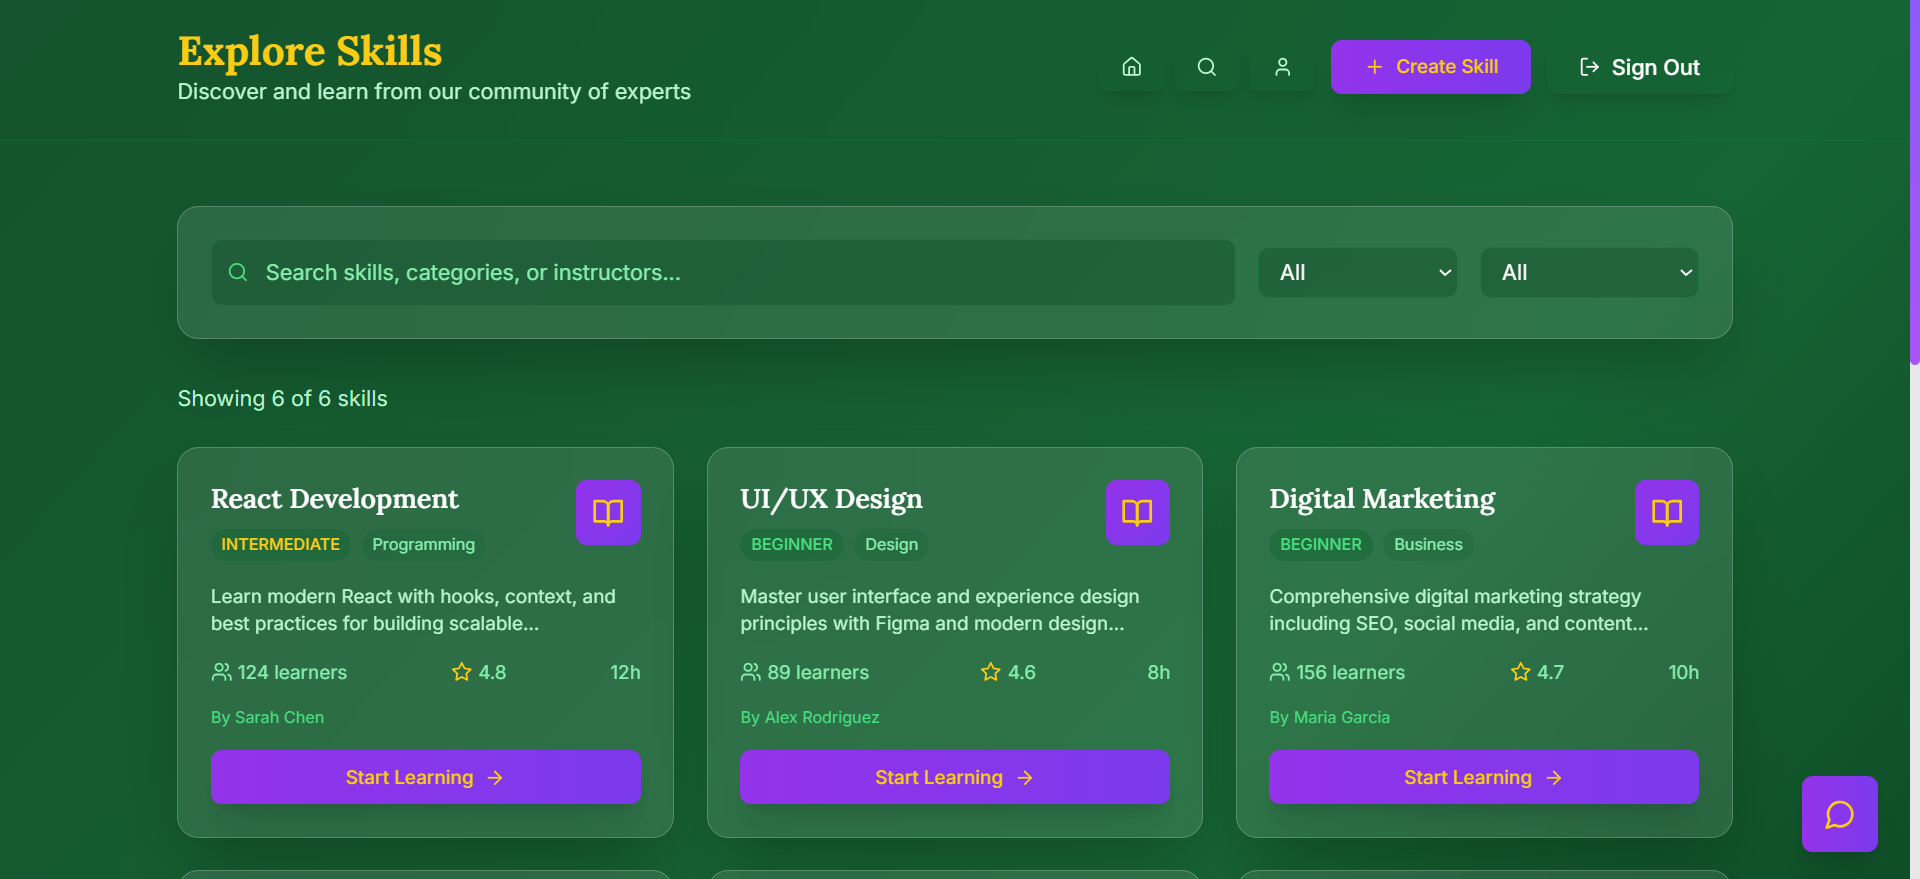 Explore Skills
Discover and learn from our community of experts
Create Skill
Sign Out
Search skills, categories, or instructors...
All
All
Showing 6 of 6 skills
React Development
INTERMEDIATE
Programming
Learn modern React with hooks, context, and
best practices for building scalable...
124 learners
4.8
12h
By Sarah Chen
Start Learning
UI/UX Design
BEGINNER
Design
Master user interface and experience design
principles with Figma and modern design...
89 learners
4.6
8h
By Alex Rodriguez
Start Learning
Digital Marketing
BEGINNER
Business
Comprehensive digital marketing strategy
including SEO, social media, and content...
156 learners
4.7
10h
By Maria Garcia
Start Learning